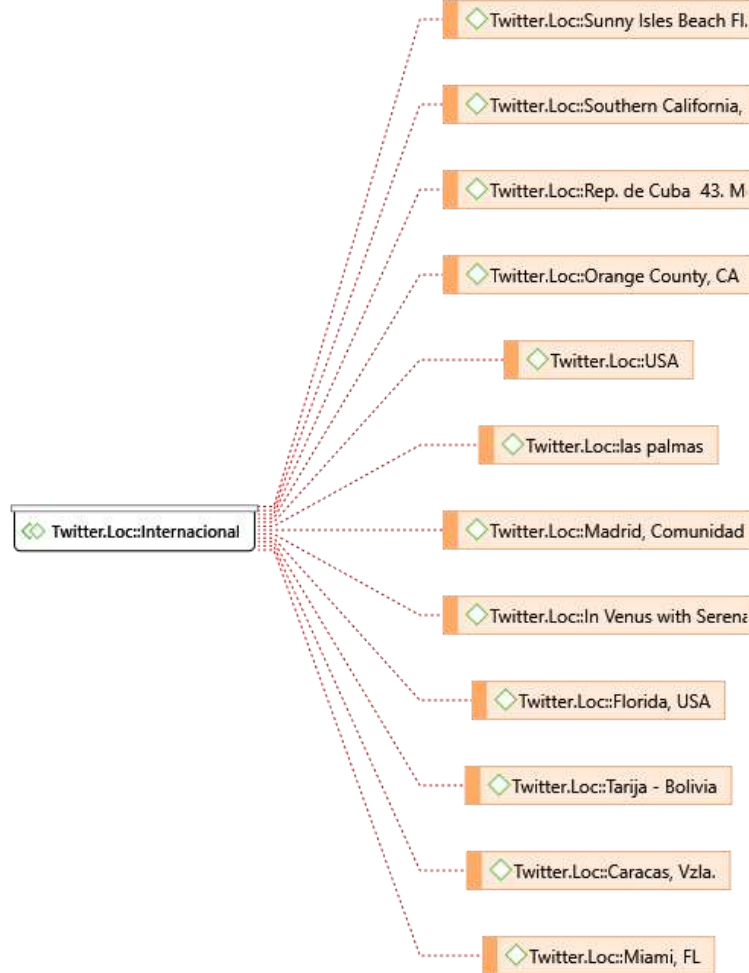 Twitter.Loc::Sunny Isles Beach Fl.
Twitter.Loc::Southern California,
Twitter.Loc::Rep. de Cuba  43. M
Twitter.Loc::Orange County, CA
Twitter.Loc::USA
Twitter.Loc::las palmas
Twitter.Loc::Internacional
Twitter.Loc::Madrid, Comunidad
Twitter.Loc::In Venus with Serena
Twitter.Loc::Florida, USA
Twitter.Loc::Tarija - Bolivia
Twitter.Loc::Caracas, Vzla.
Twitter.Loc::Miami, FL